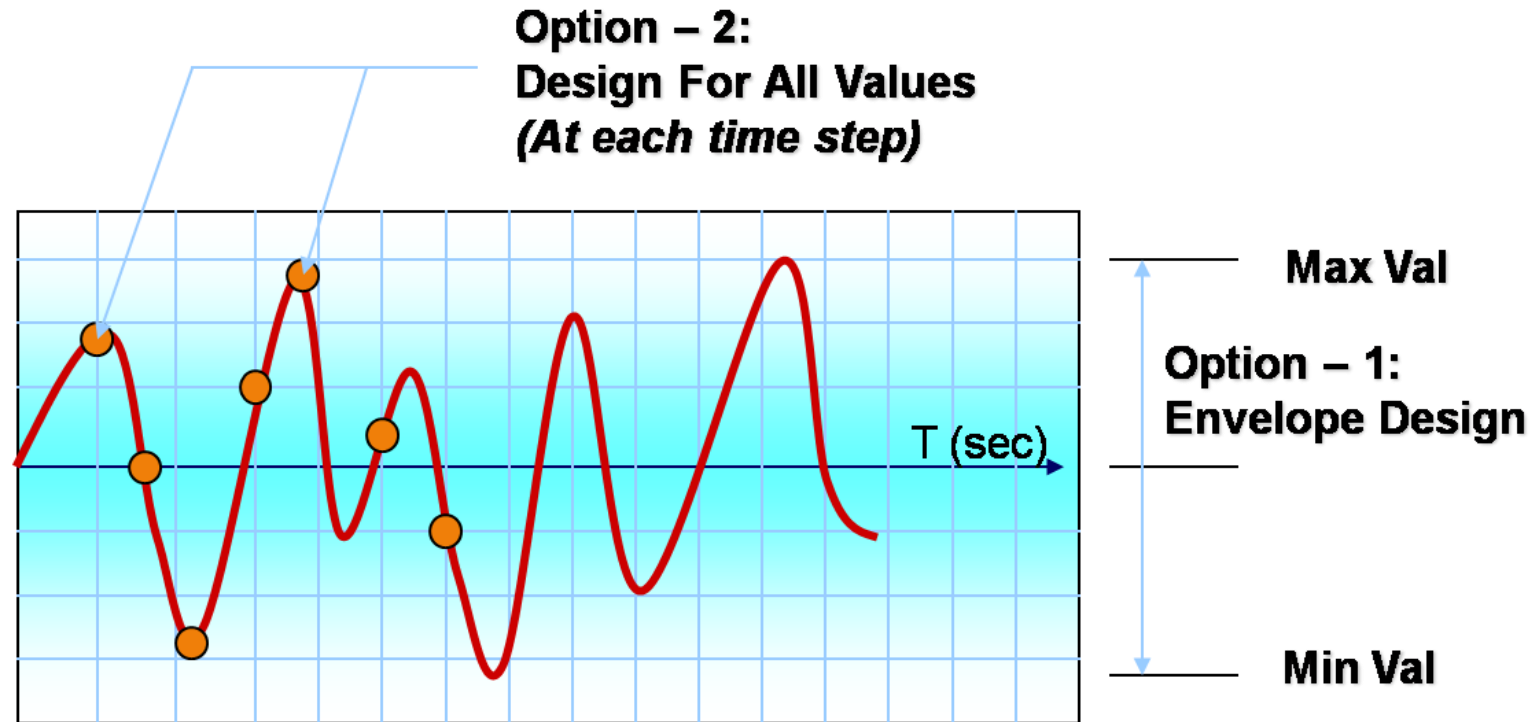 Option – 2:
Design For All Values
(At each time step)
Max Val
Option – 1:
Envelope Design
T (sec)
Min Val